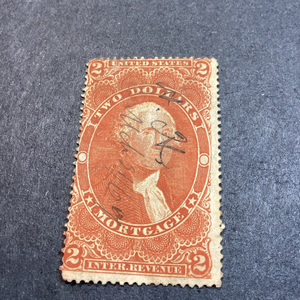 UNITED STATES
2 2
TWO DOLLARS
MORTGAGE
2 2
INTER. REVENUE